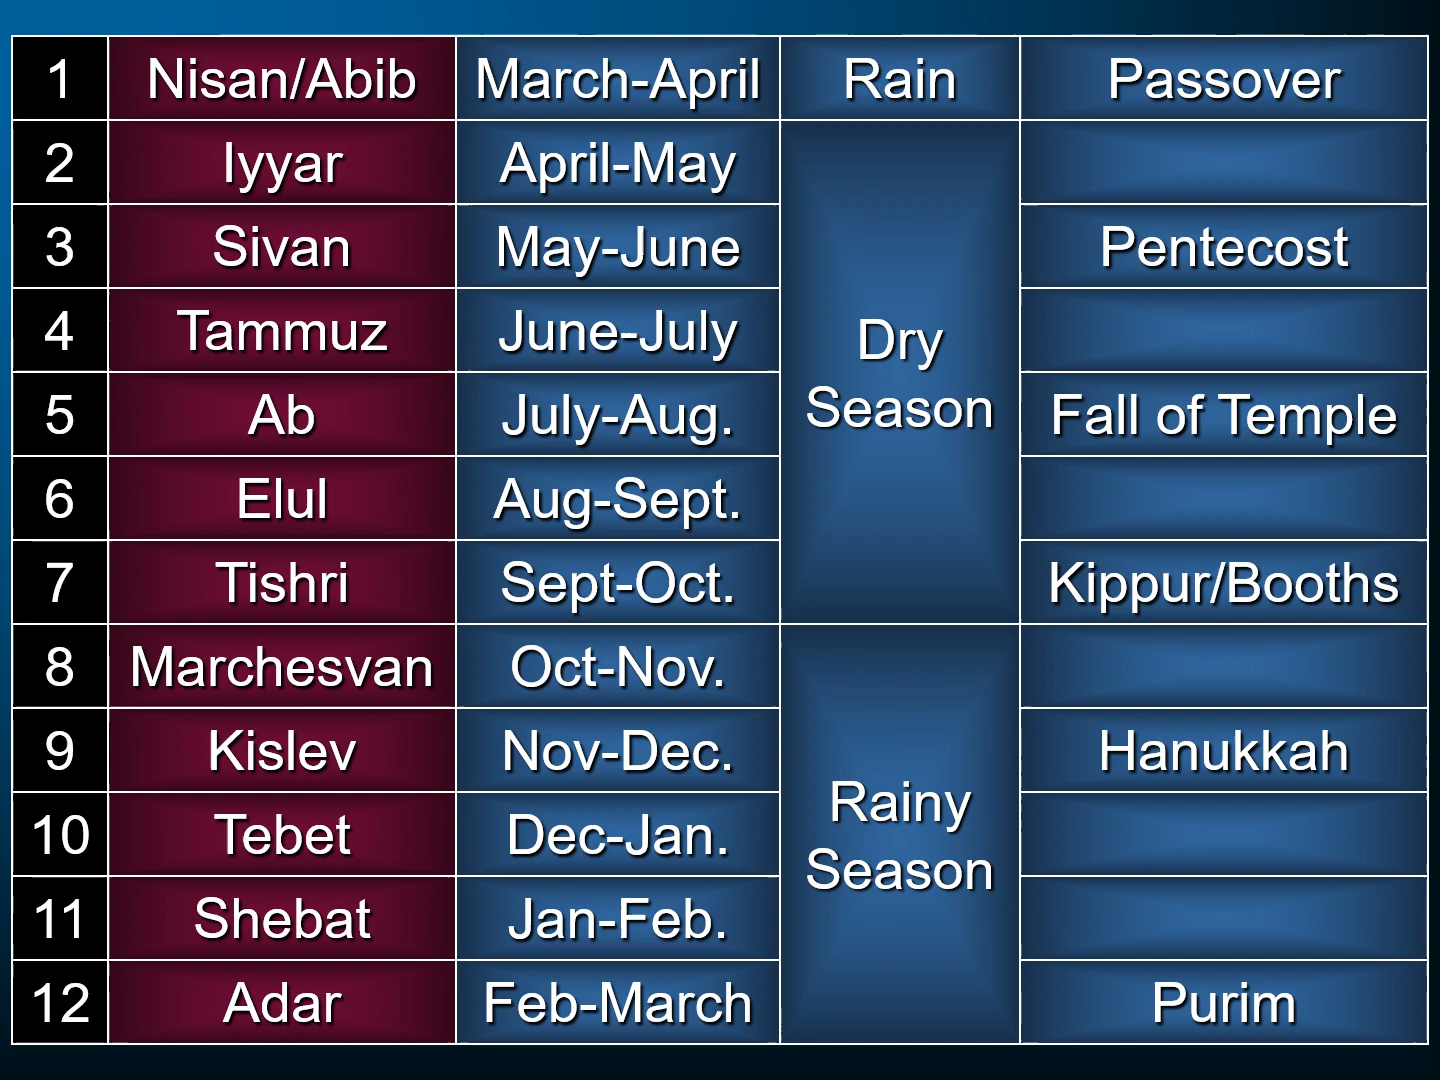 1 Nisan/Abib March-April Rain Passover
2 Iyyar April-May
3 Sivan May-June Pentecost
4 Tammuz June-July
Dry
Season
5 Ab July-Aug. Fall of Temple
6 Elul Aug-Sept.
7 Tishri Sept-Oct. Kippur/Booths
8 Marchesvan Oct-Nov.
9 Kislev Nov-Dec. Hanukkah
Rainy
Season
10 Tebet Dec-Jan.
11 Shebat Jan-Feb.
12 Adar Feb-March Purim